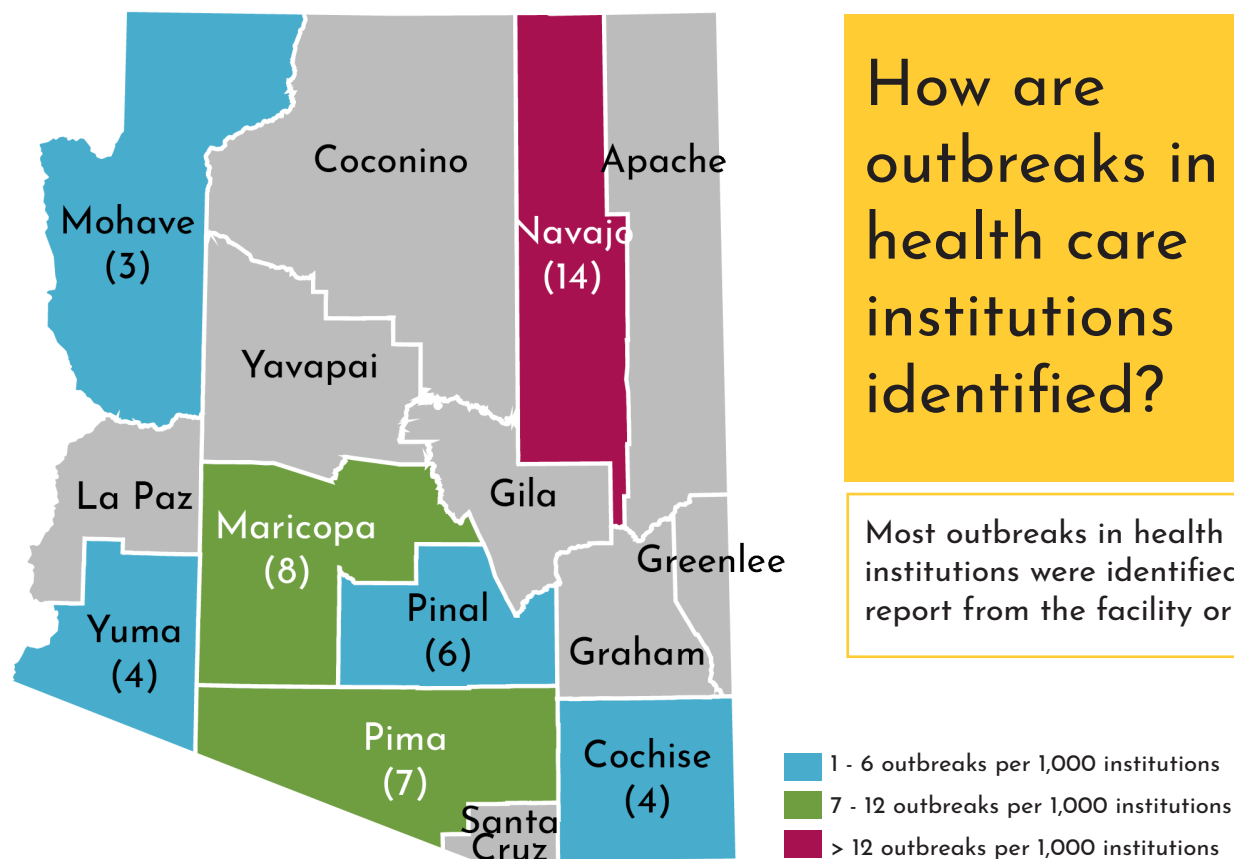 Coconino
Apache
Mohave
(3)
Navajo
(14)
Yavapai
La Paz
Gila
Maricopa
(8)
Greenlee
Pinal
(6)
Yuma
(4)
Graham
Pima
(7)
Cochise
(4)
Santa
Cruz
How are
outbreaks in
health care
institutions
identified?
Most outbreaks in health
institutions were identified
report from the facility or
1 - 6 outbreaks per 1,000 institutions
7 - 12 outbreaks per 1,000 institutions
> 12 outbreaks per 1,000 institutions